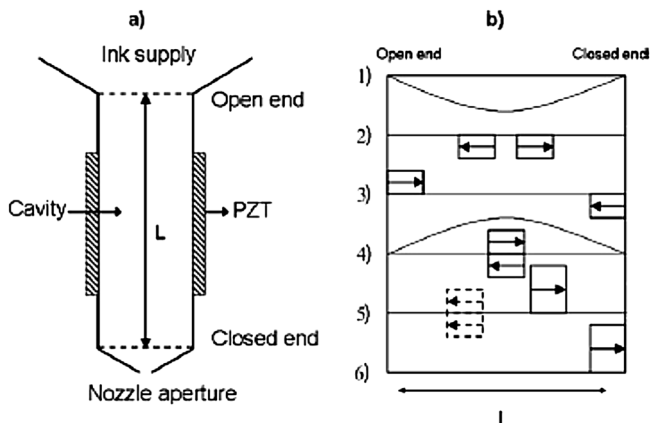 a)
Ink supply
Open end
Cavity
PZT
L
Closed end
Nozzle aperture
b)
Open end
Closed end
1)
2)
3)
4)
5)
6)